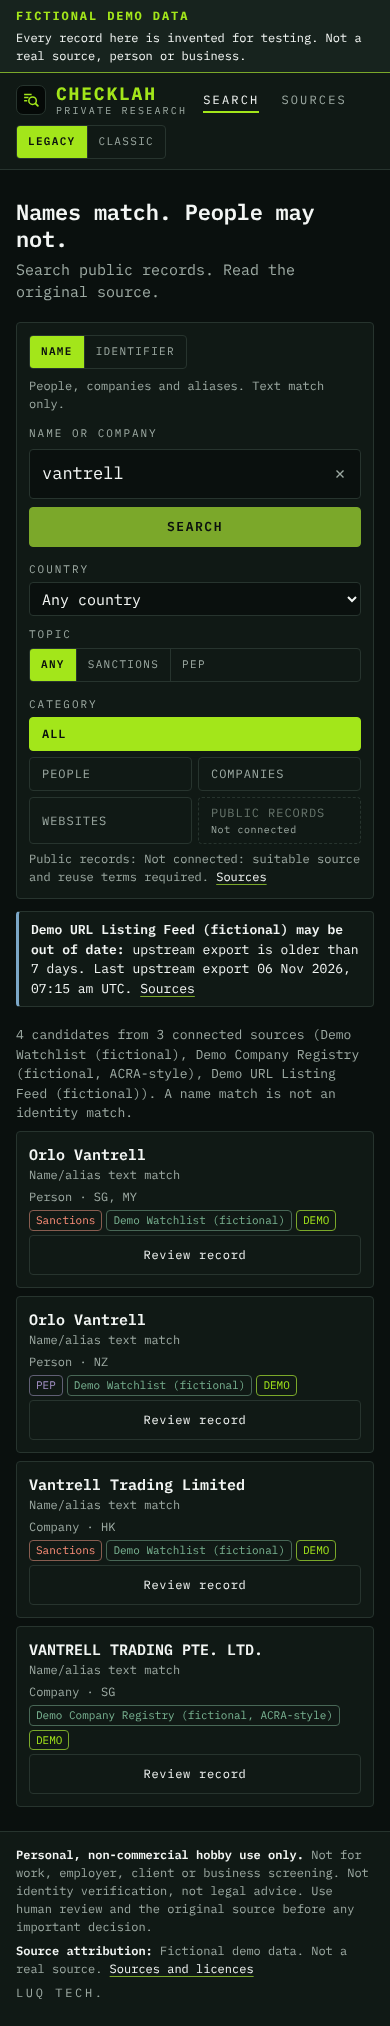 FICTIONAL DEMO DATA
Every record here is invented for testing. Not a
real source, person or business.
CHECKLAH
PRIVATE RESEARCH
SEARCH
SOURCES
LEGACY
CLASSIC
Names match. People may
not.
Search public records. Read the
original source.
NAME
IDENTIFIER
People, companies and aliases. Text match
only.
NAME OR COMPANY
vantrell ×
SEARCH
COUNTRY
Any country
TOPIC
ANY
SANCTIONS
PEP
CATEGORY
ALL
PEOPLE
COMPANIES
WEBSITES
PUBLIC RECORDS
Not connected
Public records: Not connected: suitable source
and reuse terms required. Sources
Demo URL Listing Feed (fictional) may be
out of date: upstream export is older than
7 days. Last upstream export 06 Nov 2026,
07:15 am UTC. Sources
4 candidates from 3 connected sources (Demo
Watchlist (fictional), Demo Company Registry
(fictional, ACRA-style), Demo URL Listing
Feed (fictional)). A name match is not an
identity match.
Orlo Vantrell
Name/alias text match
Person · SG, MY
Sanctions Demo Watchlist (fictional) DEMO
Review record
Orlo Vantrell
Name/alias text match
Person · NZ
PEP Demo Watchlist (fictional) DEMO
Review record
Vantrell Trading Limited
Name/alias text match
Company · HK
Sanctions Demo Watchlist (fictional) DEMO
Review record
VANTRELL TRADING PTE. LTD.
Name/alias text match
Company · SG
Demo Company Registry (fictional, ACRA-style)
DEMO
Review record
Personal, non-commercial hobby use only. Not for
work, employer, client or business screening. Not
identity verification, not legal advice. Use
human review and the original source before any
important decision.
Source attribution: Fictional demo data. Not a
real source. Sources and licences
LUQ TECH.